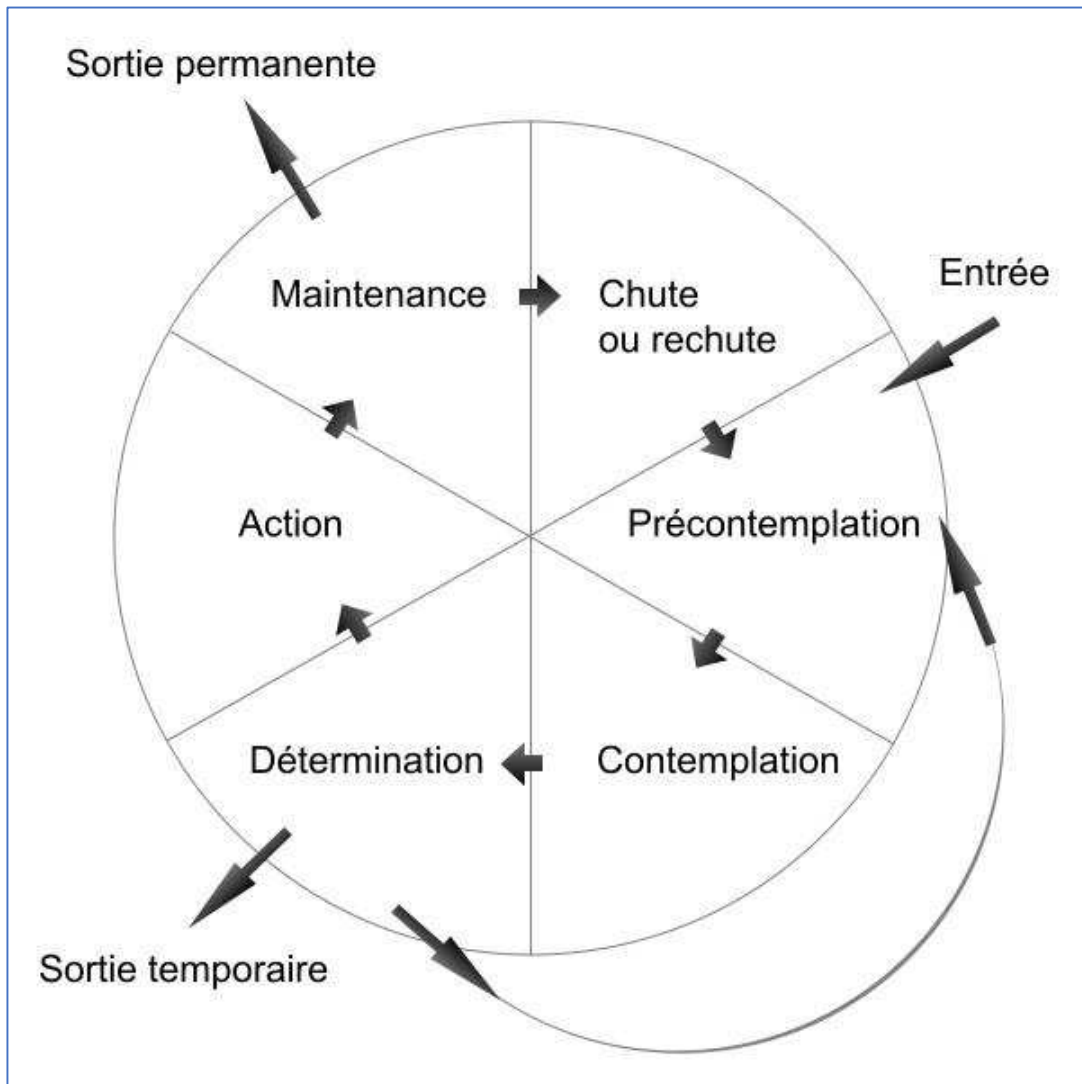 Sortie permanente
Entrée
Maintenance
Chute
ou rechute
Action
Précontemplation
Détermination
Contemplation
Sortie temporaire